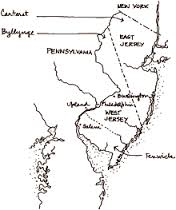 NEW YORK
Carteret
Byllynge
EAST
JERSEY
PENNSYLVANIA
Burlington
Upland
Philadelphia
WEST
JERSEY
Salem
Fenwick